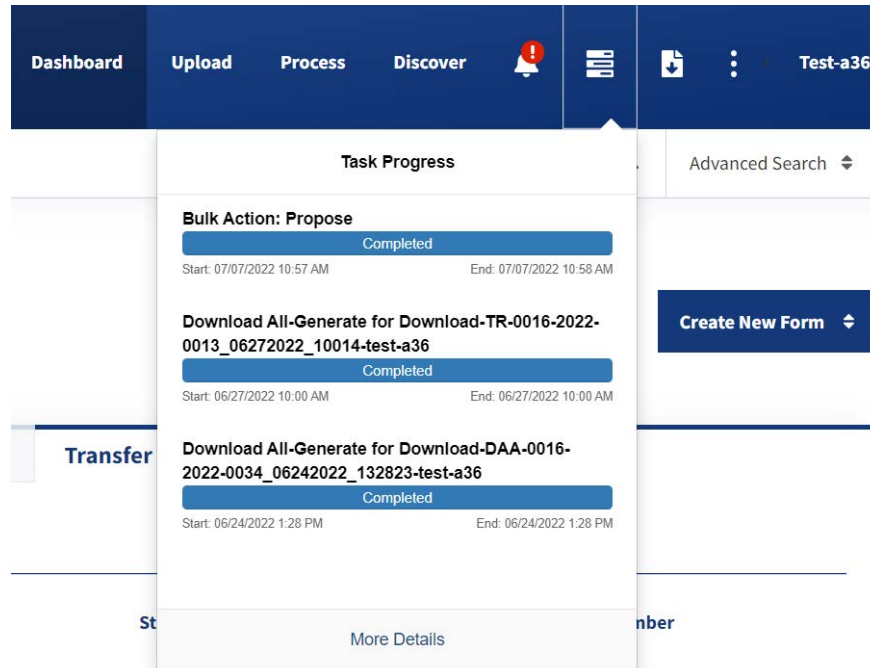 Dashboard Upload Process Discover ! Test-a36
Task Progress
Advanced Search
Bulk Action: Propose
Completed
Start: 07/07/2022 10:57 AM End: 07/07/2022 10:58 AM
Create New Form
Download All-Generate for Download-TR-0016-2022-
0013_06272022_10014-test-a36
Completed
Start: 06/27/2022 10:00 AM End: 06/27/2022 10:00 AM
Transfer
Download All-Generate for Download-DAA-0016-
2022-0034_06242022_132823-test-a36
Completed
Start: 06/24/2022 1:28 PM End: 06/24/2022 1:28 PM
St
nber
More Details